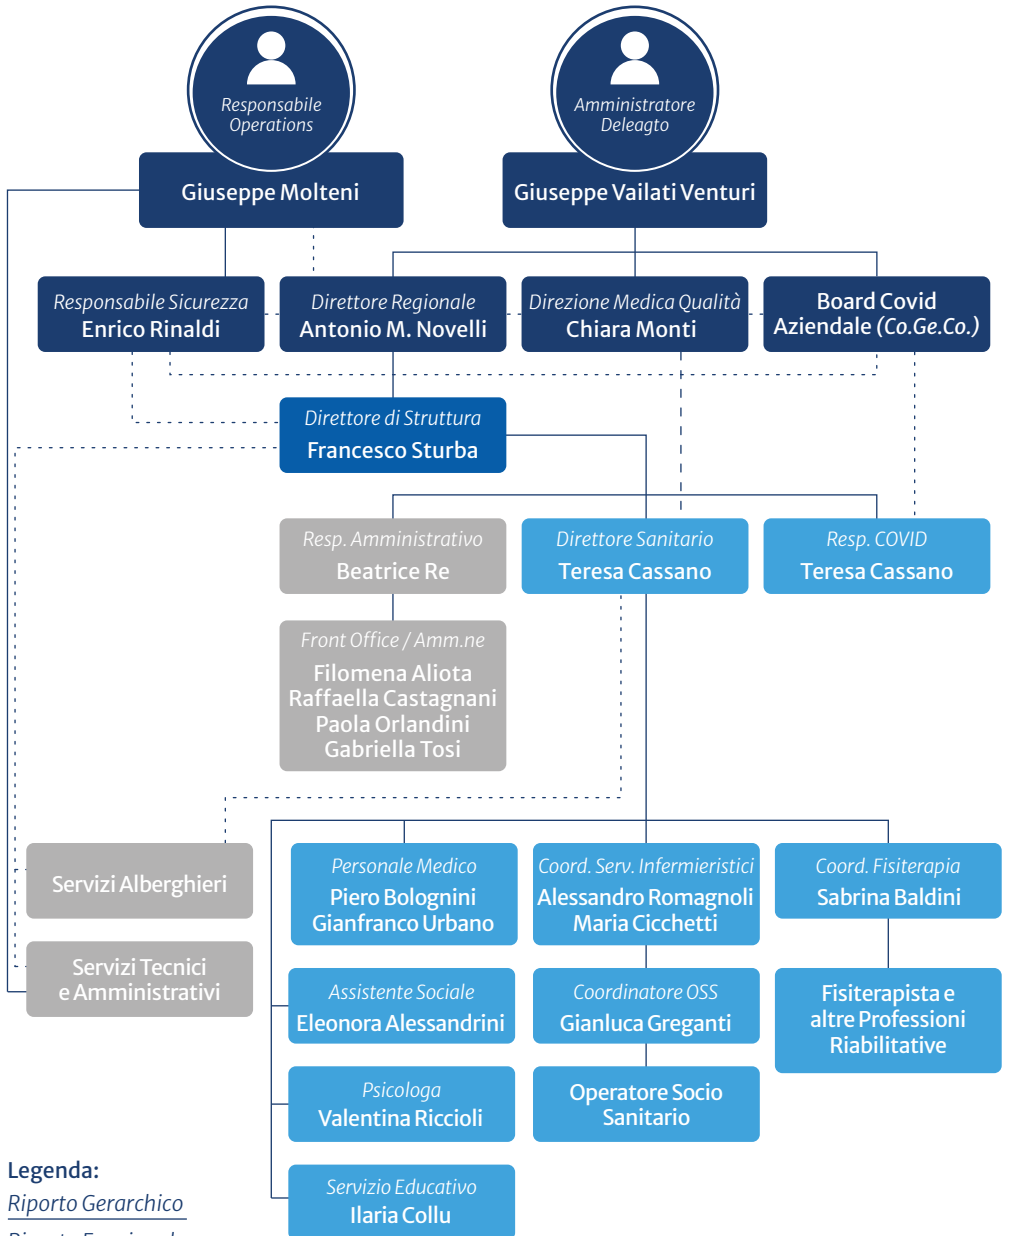 Responsabile
Operations
Giuseppe Molteni
Amministratore
Deleagto
Giuseppe Vailati Venturi
Responsabile Sicurezza
Enrico Rinaldi
Direttore Regionale
Antonio M. Novelli
Direzione Medica Qualità
Chiara Monti
Board Covid
Aziendale (Co.Ge.Co.)
Direttore di Struttura
Francesco Sturba
Resp. Amministrativo
Beatrice Re
Direttore Sanitario
Teresa Cassano
Resp. COVID
Teresa Cassano
Front Office / Amm.ne
Filomena Aliota
Raffaella Castagnani
Paola Orlandini
Gabriella Tosi
Servizi Alberghieri
Servizi Tecnici
e Amministrativi
Personale Medico
Piero Bolognini
Gianfranco Urbano
Coord. Serv. Infermieristici
Alessandro Romagnoli
Maria Cicchetti
Coord. Fisiterapia
Sabrina Baldini
Assistente Sociale
Eleonora Alessandrini
Coordinatore OSS
Gianluca Greganti
Fisiterapista e
altre Professioni
Riabilitative
Psicologa
Valentina Riccioli
Operatore Socio
Sanitario
Servizio Educativo
Ilaria Collu
Legenda:
Riporto Gerarchico